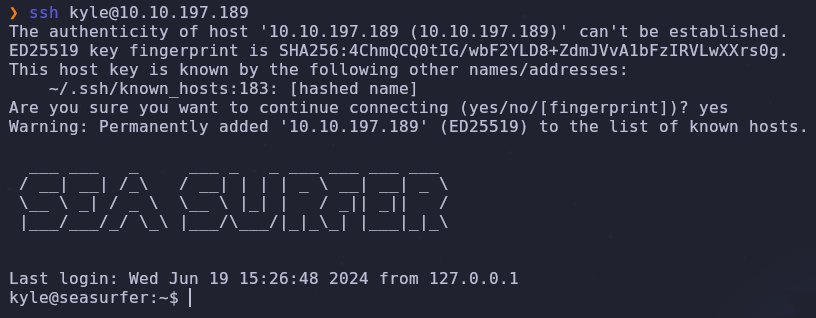 ❯ ssh kyle@10.10.197.189
The authenticity of host '10.10.197.189 (10.10.197.189)' can't be established.
ED25519 key fingerprint is SHA256:4ChmQCQ0tIG/wbF2YLD8+ZdmJVvA1bFzIRVLwXXrs0g.
This host key is known by the following other names/addresses:
    ~/.ssh/known_hosts:183: [hashed name]
Are you sure you want to continue connecting (yes/no/[fingerprint])? yes
Warning: Permanently added '10.10.197.189' (ED25519) to the list of known hosts.
SEA SURFER
Last login: Wed Jun 19 15:26:48 2024 from 127.0.0.1
kyle@seasurfer:~$